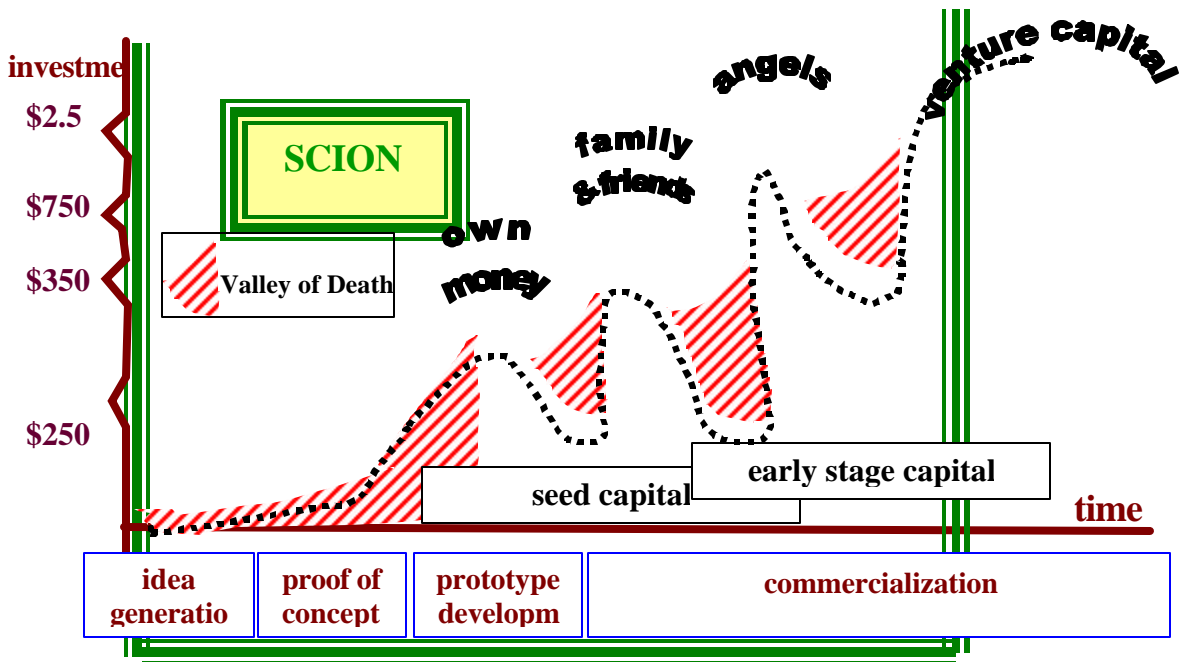 investme
$2.5
$750
$350
$250
SCION
Valley of Death
own
money
family
& friends
angels
venture capital
seed capital
early stage capital
time
idea
generatio
proof of
concept
prototype
developm
commercialization